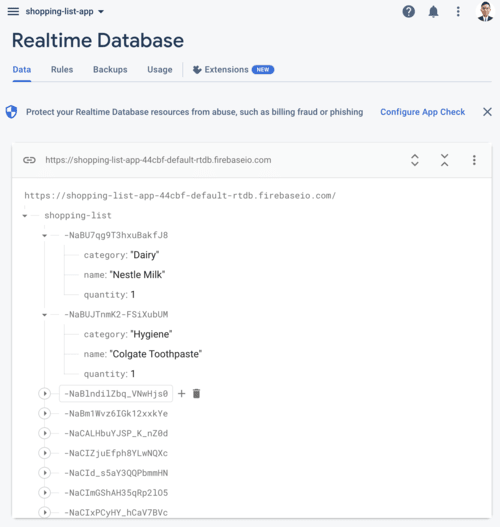 shopping-list-app
Realtime Database
Data Rules Backups Usage Extensions NEW
Protect your Realtime Database resources from abuse, such as billing fraud or phishing Configure App Check
https://shopping-list-app-44cbf-default-rtdb.firebaseio.com
https://shopping-list-app-44cbf-default-rtdb.firebaseio.com/
shopping-list
-NaBU7qg9T3hxuBakfJ8
category: "Dairy"
name: "Nestle Milk"
quantity: 1
-NaBUJTnmK2-FSiXubUM
category: "Hygiene"
name: "Colgate Toothpaste"
quantity: 1
-NaBlndilZbq_VNwHjs0
-NaBm1Wvz6IGk12xxkYe
-NaCALHbuYJSP_K_nZ0d
-NaCIZjuEfph8YLwNQXc
-NaCId_s5aY3QQPbmmHN
-NaCImGShAH35qRp2lO5
-NaCIxPCyHY_hCaV7BVc